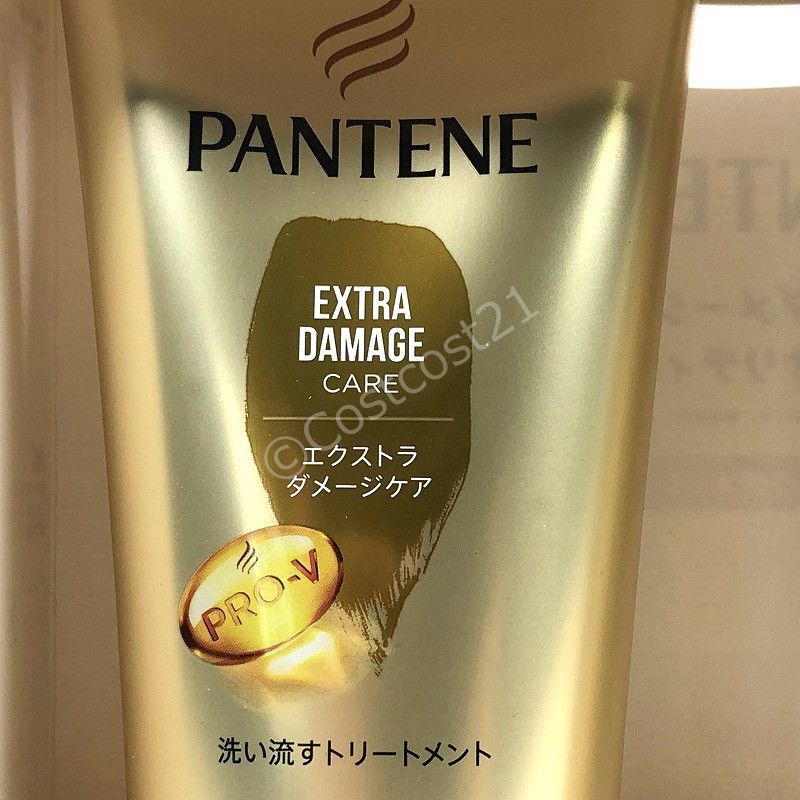 PANTENE
EXTRA
DAMAGE
CARE
エクストラ
ダメージケア
©Costcost21
PRO-V
洗い流すトリートメント